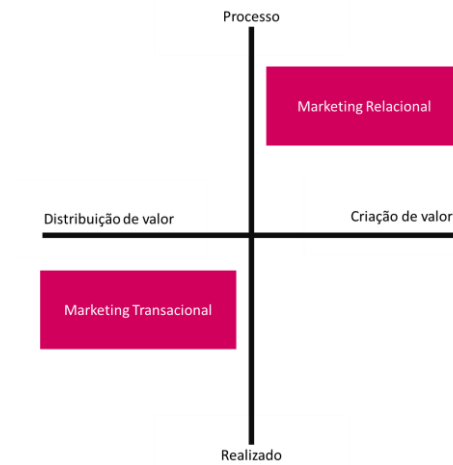 Processo
Marketing Relacional
Distribuição de valor
Criação de valor
Marketing Transacional
Realizado